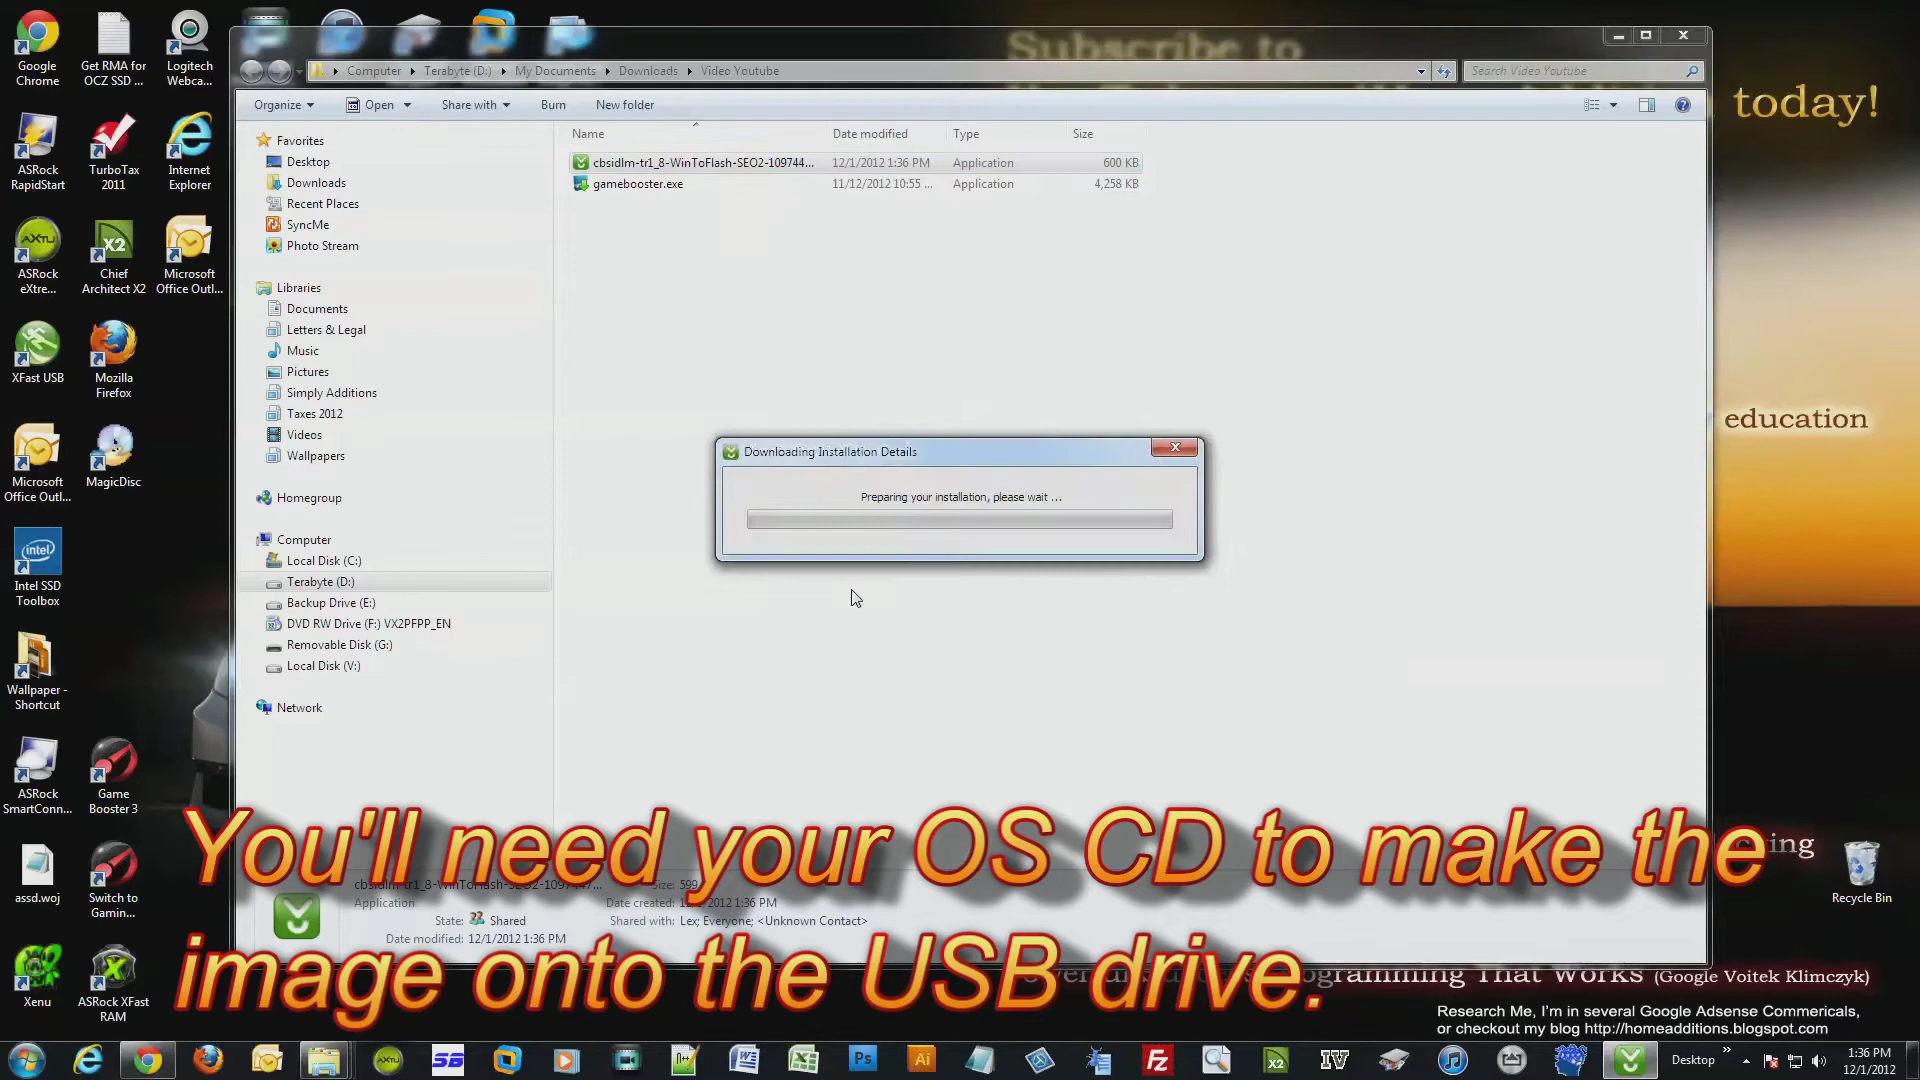 Google
Chrome
Get RMA for
OCZ SSD ...
Logitech
Webca...
ASRock
RapidStart
TurboTax
2011
Internet
Explorer
ASRock
eXtre...
Chief
Architect X2
Microsoft
Office Outl...
XFast USB
Mozilla
Firefox
Microsoft
Office Outl...
MagicDisc
Intel SSD
Toolbox
Wallpaper -
Shortcut
ASRock
SmartConn...
Game
Booster 3
assd.woj
Switch to
Gamin...
Xenu
ASRock XFast
RAM
Subscribe to
today!
education
Computer
Terabyte (D:)
My Documents
Downloads
Video Youtube
Search Video Youtube
Organize
Open
Share with
Burn
New folder
Name
Date modified
Type
Size
cbsidlm-tr1_8-WinToFlash-SEO2-109744... 12/1/2012 1:36 PM Application 600 KB
gamebooster.exe 11/12/2012 10:55 ... Application 4,258 KB
Favorites
Desktop
Downloads
Recent Places
SyncMe
Photo Stream
Libraries
Documents
Letters & Legal
Music
Pictures
Simply Additions
Taxes 2012
Videos
Wallpapers
Homegroup
Computer
Local Disk (C:)
Terabyte (D:)
Backup Drive (E:)
DVD RW Drive (F:) VX2PFPP_EN
Removable Disk (G:)
Local Disk (V:)
Network
Downloading Installation Details
Preparing your installation, please wait ...
You'll need your OS CD to make the
image onto the USB drive.
Application
Date created:
1:36 PM
State: Shared
Shared with: Lex; Everyone; <Unknown Contact>
Date modified: 12/1/2012 1:36 PM
Recycle Bin
That Works (Google Voitek Klimczyk)
Research Me, I'm in several Google Adsense Commericals,
or checkout my blog http://homeadditions.blogspot.com
Desktop
1:36 PM
12/1/2012